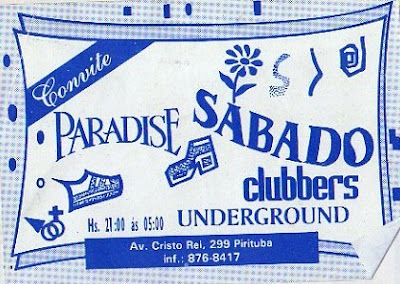 Convite
PARADISE
SÁBADO
clubbers
UNDERGROUND
Hs. 21:00 às 05:00
Av. Cristo Rei, 299 Pirituba
inf.: 876-8417